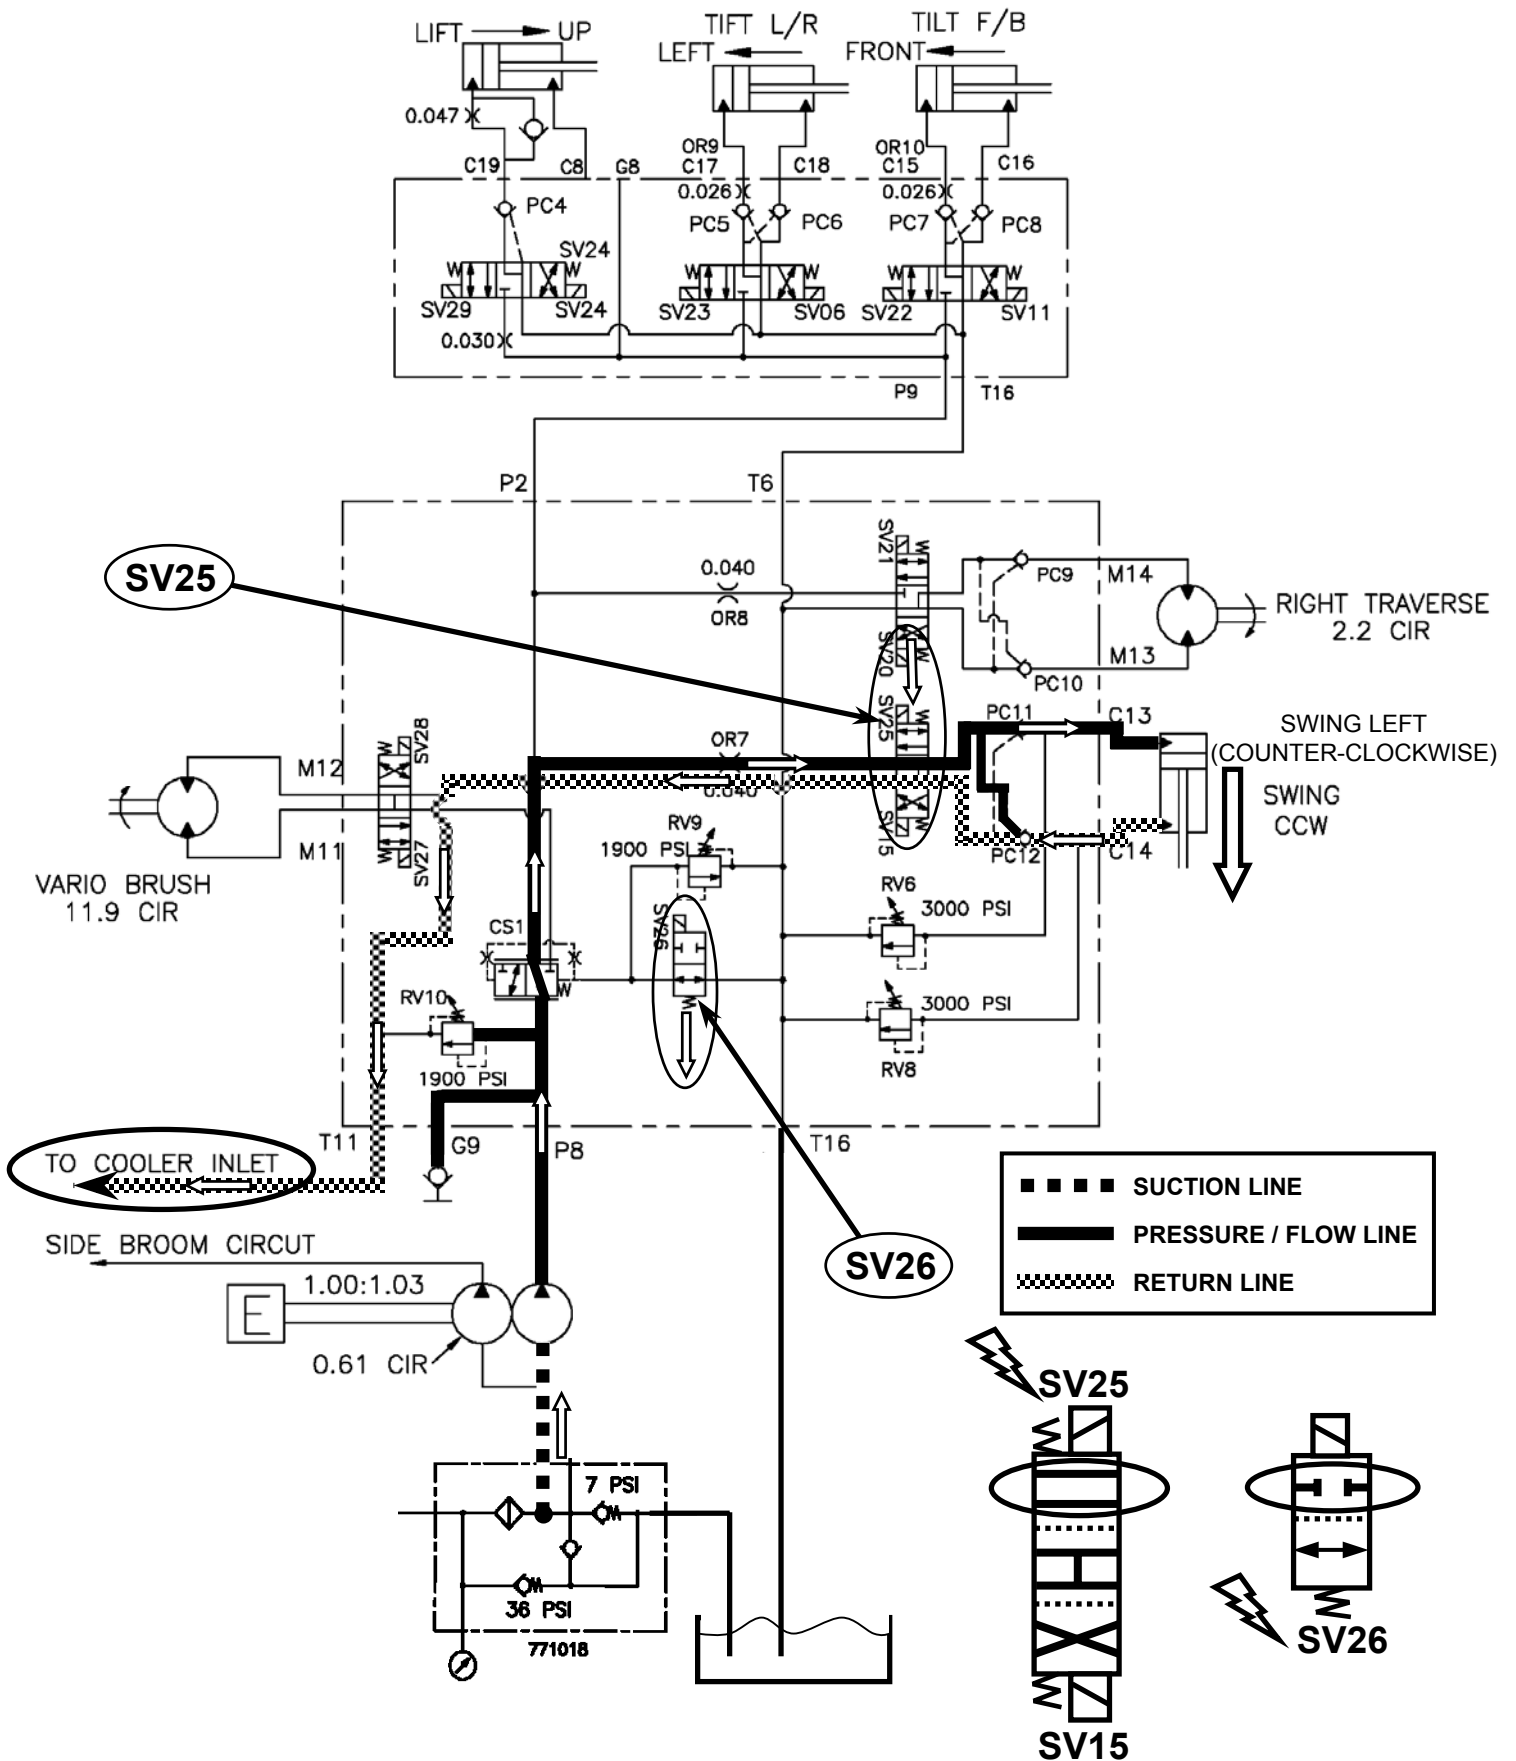 LIFT
UP
TIFT L/R
LEFT
TILT F/B
FRONT
0.047
C19
C8
G8
OR9
C17
C18
OR10
C15
C16
0.026
0.026
PC4
PC5
PC6
PC7
PC8
SV24
SV29
SV24
SV23
SV06
SV22
SV11
0.030
P9
T16
P2
T6
SV25
0.040
OR8
SV21
SV20
PC9
M14
M13
PC10
RIGHT TRAVERSE
2.2 CIR
SV25
SV15
PC11
C13
PC12
C14
SWING LEFT
(COUNTER-CLOCKWISE)
SWING
CCW
OR7
0.040
M12
M11
SV28
SV27
VARIO BRUSH
11.9 CIR
RV9
1900 PSI
SV26
CS1
RV6
3000 PSI
RV10
1900 PSI
3000 PSI
RV8
T11
G9
P8
T16
TO COOLER INLET
SIDE BROOM CIRCUT
SV26
SUCTION LINE
PRESSURE / FLOW LINE
RETURN LINE
E
1.00:1.03
0.61 CIR
7 PSI
36 PSI
771018
SV25
SV15
SV26